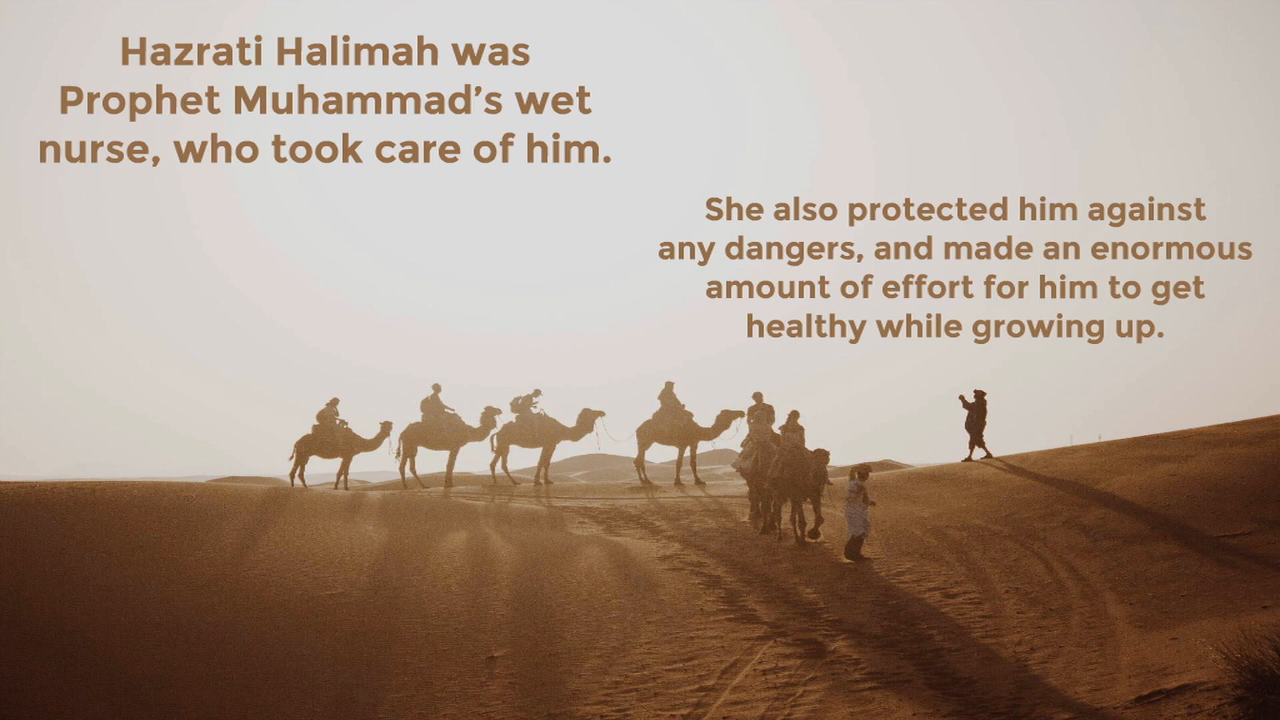 Hazrati Halimah was
Prophet Muhammad’s wet
nurse, who took care of him.
She also protected him against
any dangers, and made an enormous
amount of effort for him to get
healthy while growing up.